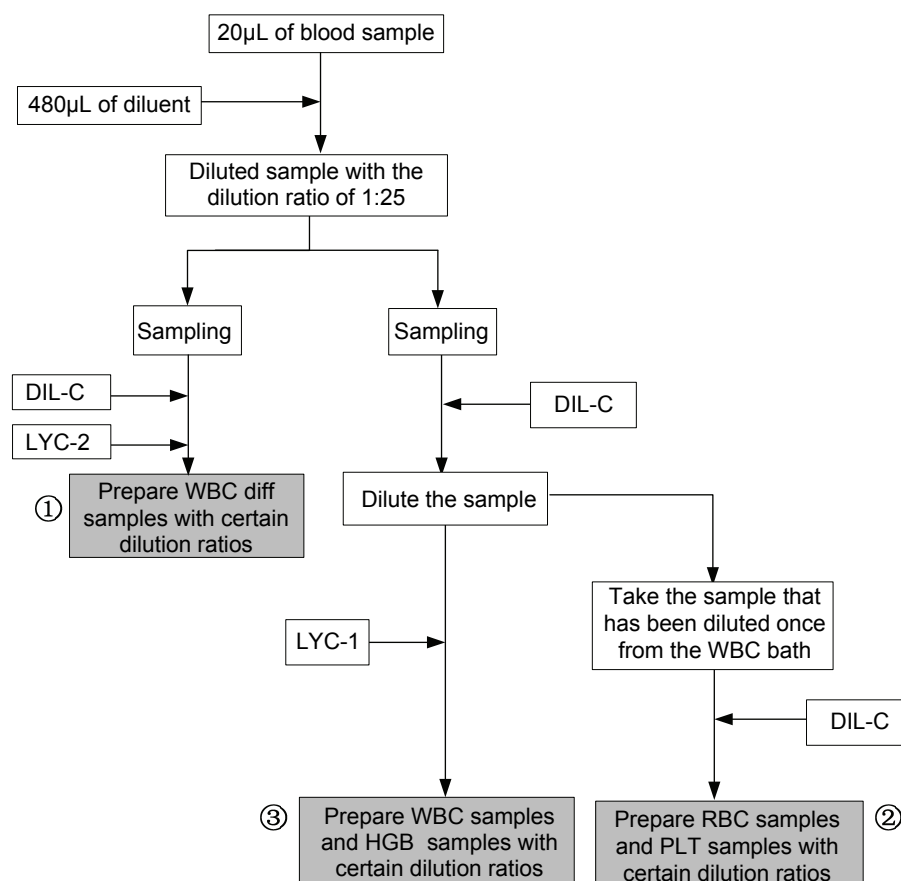 20µL of blood sample
480µL of diluent
Diluted sample with the
dilution ratio of 1:25
Sampling
Sampling
DIL-C
DIL-C
LYC-2
①
Prepare WBC diff
samples with certain
dilution ratios
Dilute the sample
Take the sample that
has been diluted once
from the WBC bath
LYC-1
DIL-C
③
Prepare WBC samples
and HGB samples with
certain dilution ratios
Prepare RBC samples
and PLT samples with
certain dilution ratios
②